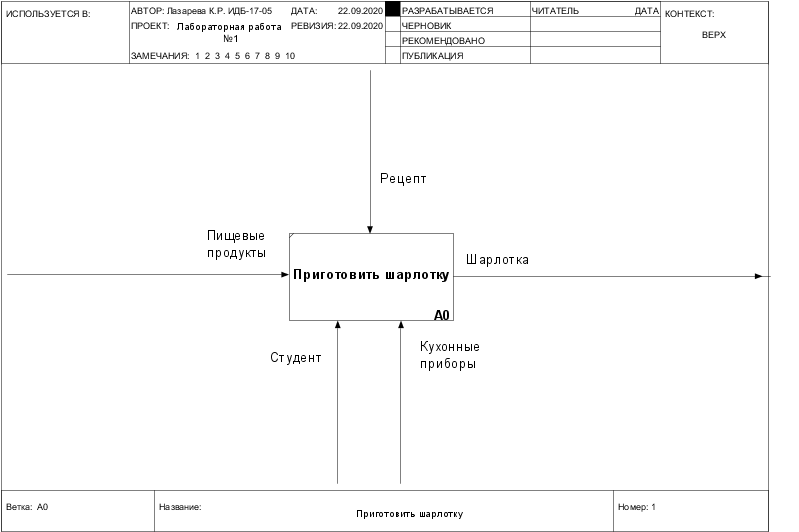 ИСПОЛЬЗУЕТСЯ В:
АВТОР: Лазарева К.Р. ИДБ-17-05
ДАТА: 22.09.2020
РАЗРАБАТЫВАЕТСЯ
ЧИТАТЕЛЬ
ДАТА
КОНТЕКСТ:
ПРОЕКТ: Лабораторная работа
№1
РЕВИЗИЯ: 22.09.2020
ЧЕРНОВИК
РЕКОМЕНДОВАНО
ВЕРХ
ЗАМЕЧАНИЯ: 1 2 3 4 5 6 7 8 9 10
ПУБЛИКАЦИЯ
Рецепт
Пищевые
продукты
Приготовить шарлотку
A0
Шарлотка
Студент
Кухонные
приборы
Ветка: A0
Название:
Приготовить шарлотку
Номер: 1